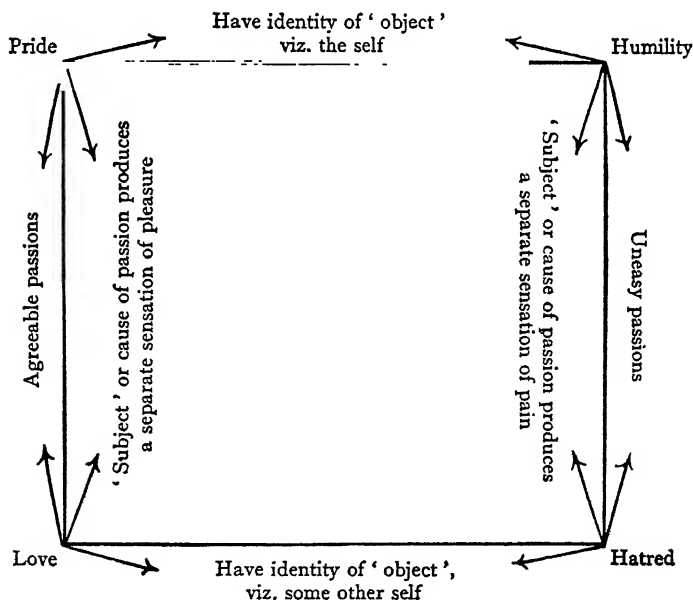 Have identity of ‘ object ’
viz. the self
Pride
Humility
Agreeable passions
‘ Subject ’ or cause of passion produces
a separate sensation of pleasure
‘ Subject ’ or cause of passion produces
a separate sensation of pain
Uneasy passions
Love
Hatred
Have identity of ‘ object ’,
viz. some other self